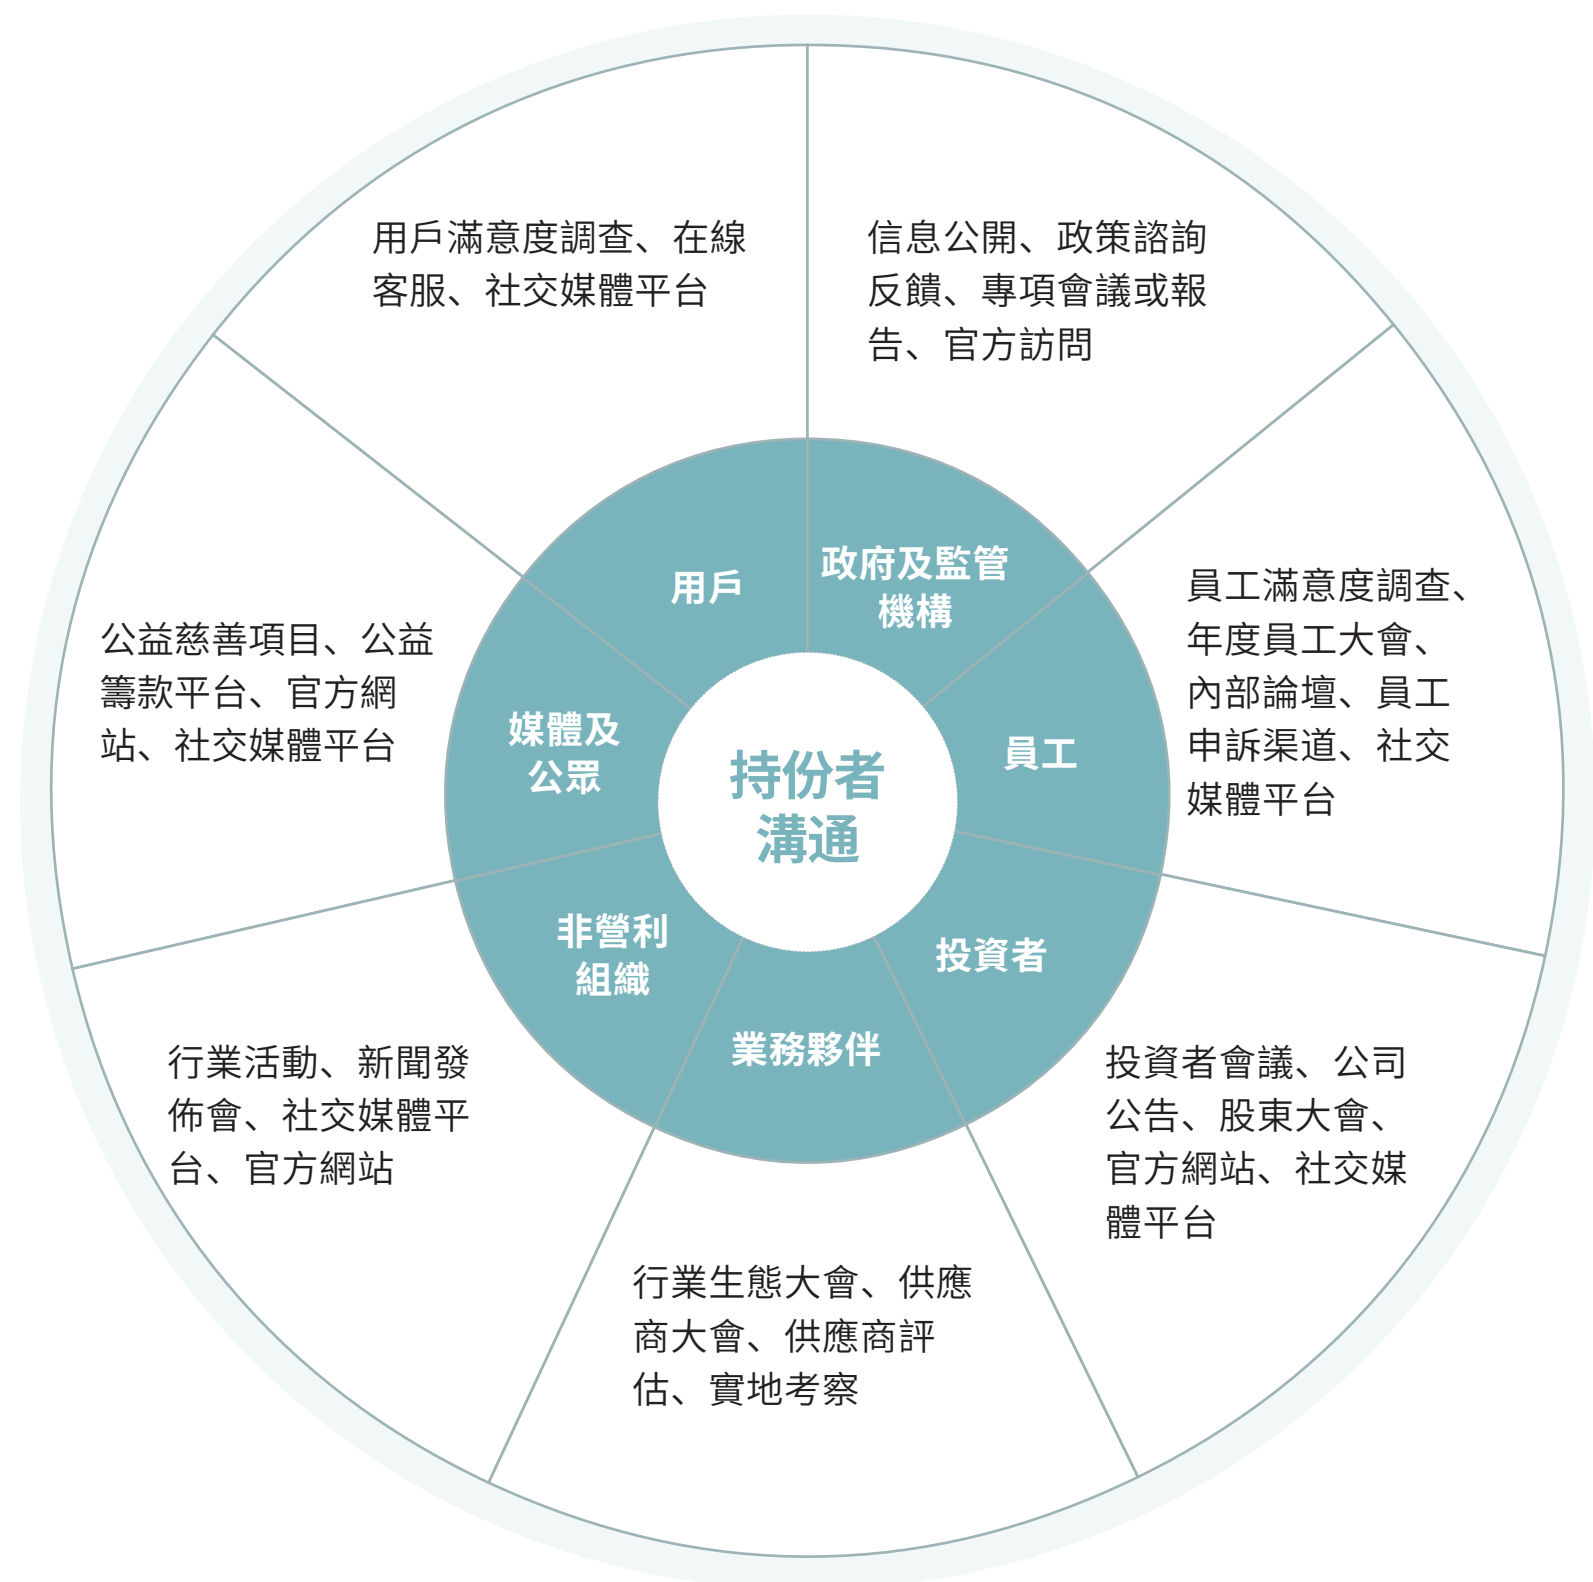 持份者
溝通
政府及監管
機構
信息公開、政策諮詢
反饋、專項會議或報
告、官方訪問
員工
員工滿意度調查、
年度員工大會、
內部論壇、員工
申訴渠道、社交
媒體平台
投資者
投資者會議、公司
公告、股東大會、
官方網站、社交媒
體平台
業務夥伴
行業生態大會、供應
商大會、供應商評
估、實地考察
非營利
組織
行業活動、新聞發
佈會、社交媒體平
台、官方網站
媒體及
公眾
公益慈善項目、公益
籌款平台、官方網
站、社交媒體平台
用戶
用戶滿意度調查、在線
客服、社交媒體平台